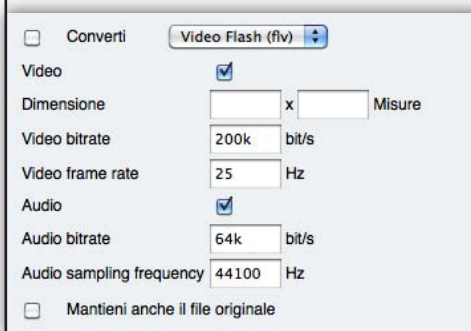 Converti Video Flash (flv)
Video
Dimensione x Misure
Video bitrate 200k bit/s
Video frame rate 25 Hz
Audio
Audio bitrate 64k bit/s
Audio sampling frequency 44100 Hz
Mantieni anche il file originale